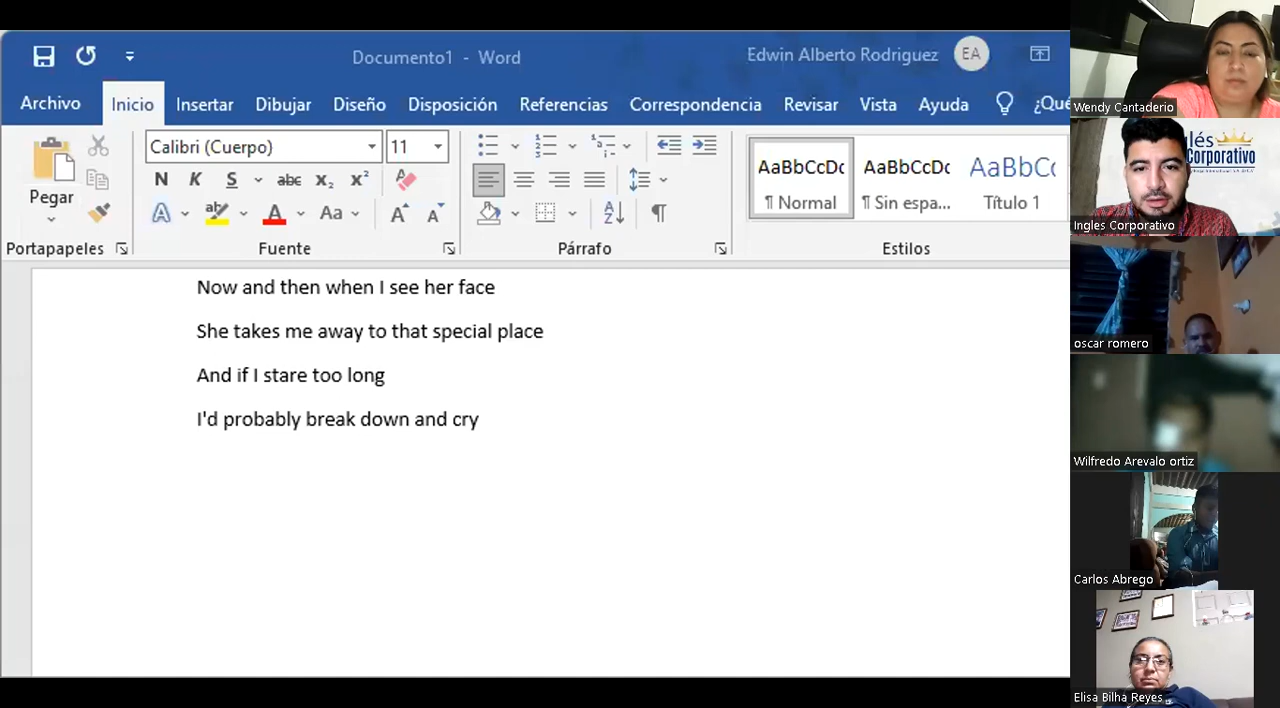 Documento1 - Word
Edwin Alberto Rodriguez
EA
Archivo
Inicio
Insertar
Dibujar
Diseño
Disposición
Referencias
Correspondencia
Revisar
Vista
Ayuda
¿Qué
Pegar
Portapapeles
Calibri (Cuerpo)
11
N K S abc x₂ x²
A ab A Aa A A
Fuente
Párrafo
AaBbCcDc
¶ Normal
AaBbCcDc
¶ Sin espa...
AaBbCc
Título 1
Estilos
Now and then when I see her face
She takes me away to that special place
And if I stare too long
I'd probably break down and cry
Wendy Cantaderio
glés
Corporativo
Ingles Corporativo
oscar romero
Wilfredo Arevalo ortiz
Carlos Abrego
Elisa Bilha Reyes